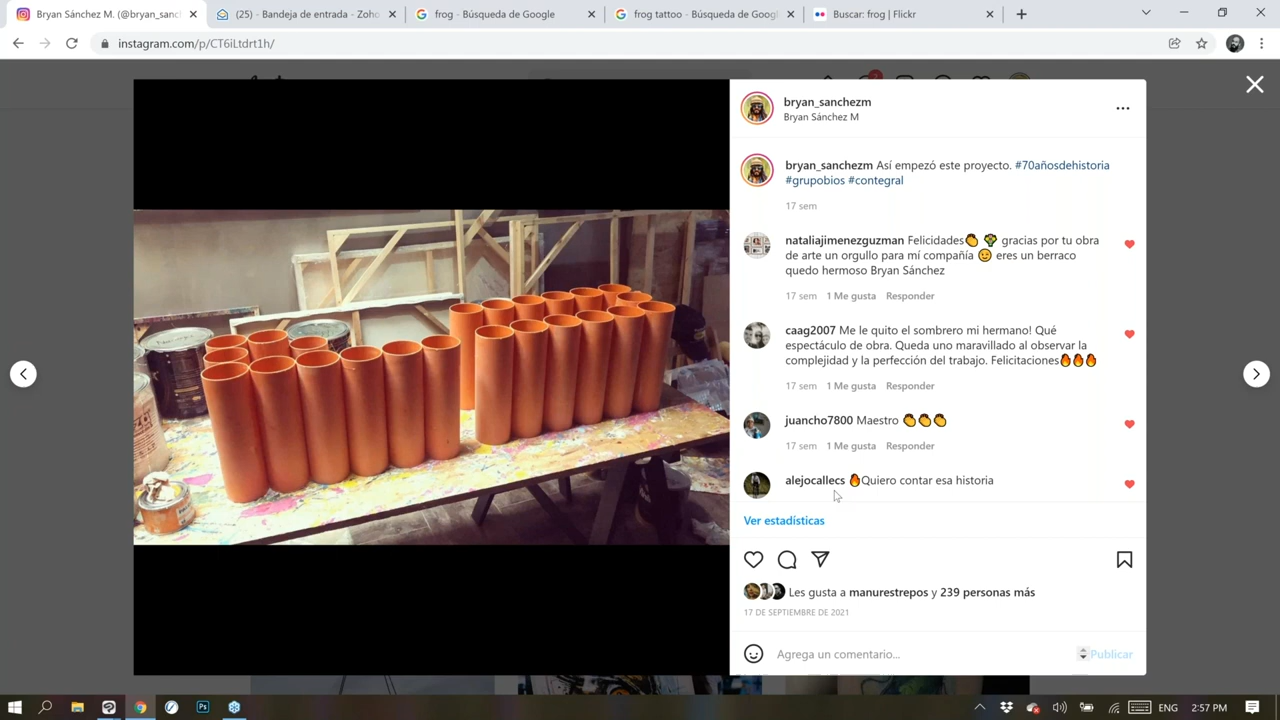 Bryan Sánchez M. (@bryan_sanc
(25) - Bandeja de entrada - Zoho
frog - Búsqueda de Google
frog tattoo - Búsqueda de Goog
Buscar: frog | Flickr
instagram.com/p/CT6iLtdrt1h/
bryan_sanchezm
Bryan Sánchez M
bryan_sanchezm Así empezó este proyecto. #70añosdehistoria
#grupobios #contegral
17 sem
nataliajimenezguzman Felicidades👏 💐 gracias por tu obra
de arte un orgullo para mí compañía 😉 eres un berraco
quedo hermoso Bryan Sánchez
17 sem 1 Me gusta Responder
caag2007 Me le quito el sombrero mi hermano! Qué
espectáculo de obra. Queda uno maravillado al observar la
complejidad y la perfección del trabajo. Felicitaciones🔥🔥🔥
17 sem 1 Me gusta Responder
juancho7800 Maestro 👏👏👏
17 sem 1 Me gusta Responder
alejocallecs 🔥Quiero contar esa historia
Ver estadísticas
Les gusta a manurestrepos y 239 personas más
17 DE SEPTIEMBRE DE 2021
Agrega un comentario...
Publicar
ENG 2:57 PM